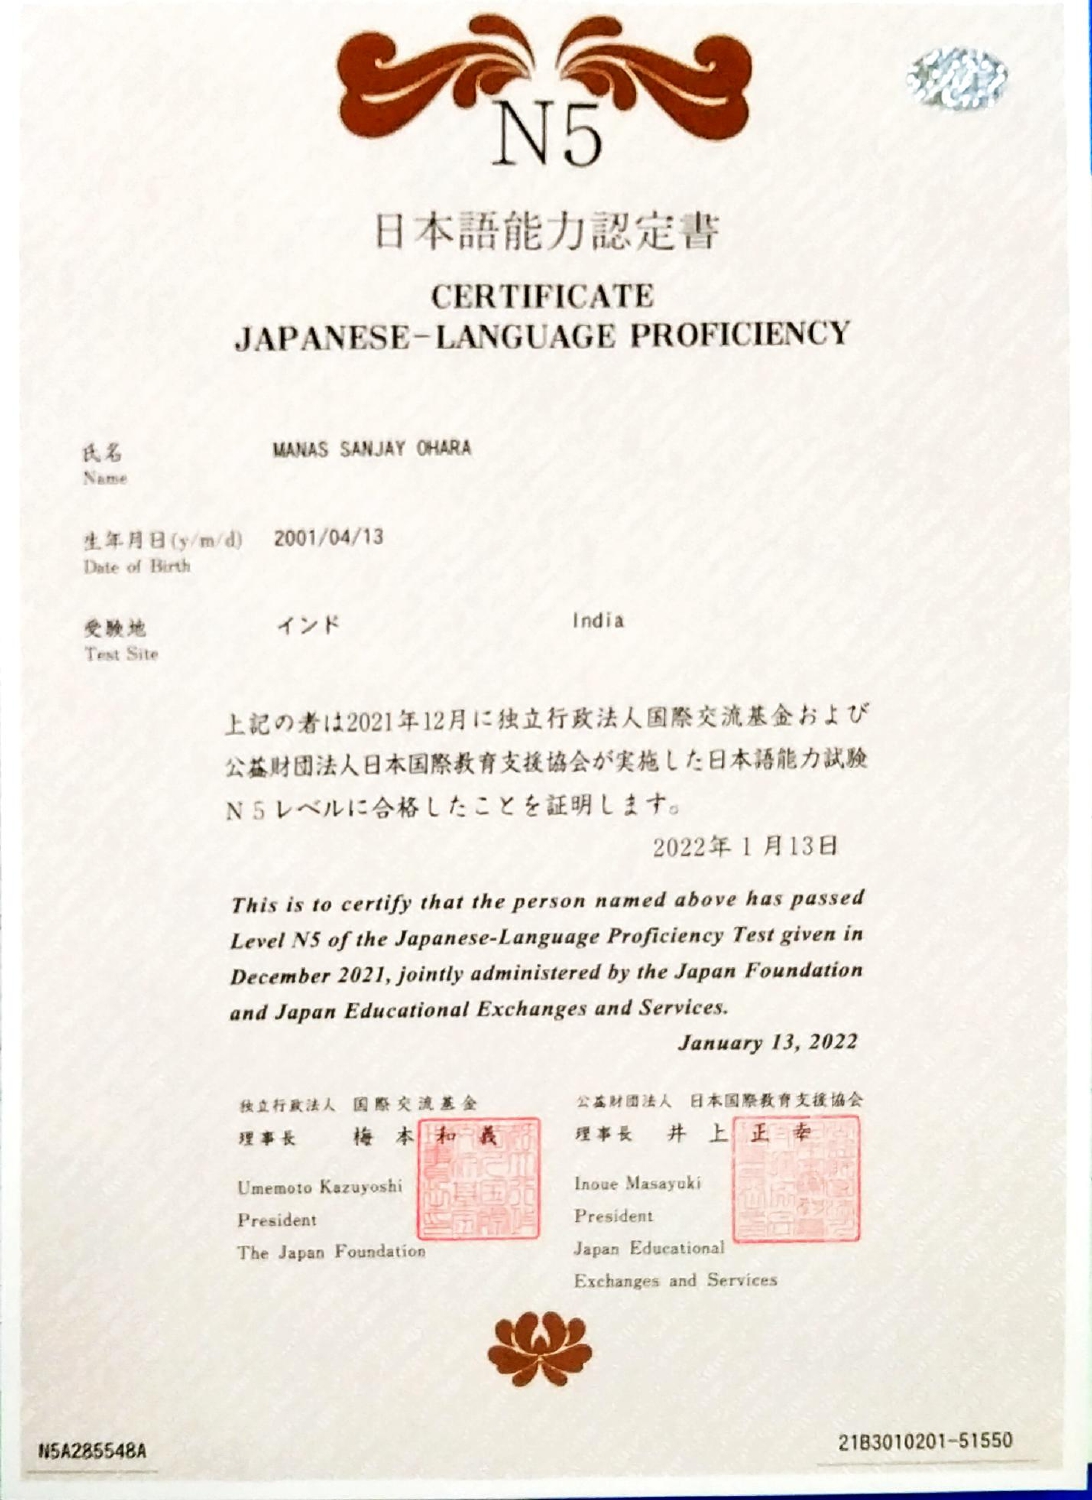 N5
日本語能力認定書
CERTIFICATE
JAPANESE-LANGUAGE PROFICIENCY
氏名 MANAS SANJAY OHARA
Name
生年月日(y/m/d) 2001/04/13
Date of Birth
受験地 インド India
Test Site
上記の者は2021年12月に独立行政法人国際交流基金および
公益財団法人日本国際教育支援協会が実施した日本語能力試験
N5レベルに合格したことを証明します。
2022年1月13日
This is to certify that the person named above has passed
Level N5 of the Japanese-Language Proficiency Test given in
December 2021, jointly administered by the Japan Foundation
and Japan Educational Exchanges and Services.
January 13, 2022
独立行政法人 国際交流基金 公益財団法人 日本国際教育支援協会
理事長 梅本和義 理事長 井上正幸
Umemoto Kazuyoshi Inoue Masayuki
President President
The Japan Foundation Japan Educational
Exchanges and Services
N5A285548A 21B3010201-51550